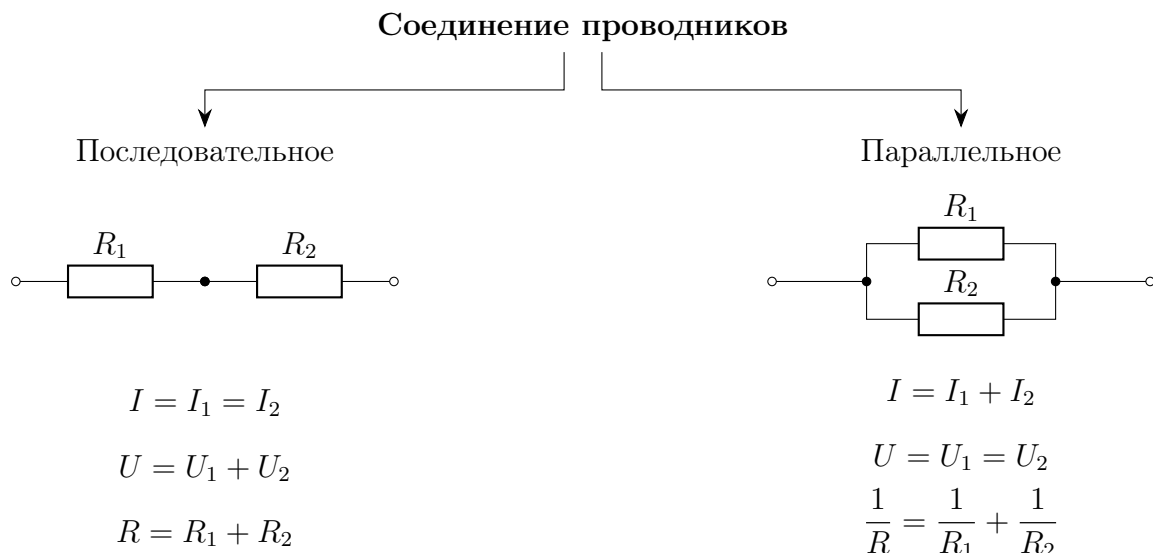 Соединение проводников
Последовательное
R₁
R₂
I = I₁ = I₂
U = U₁ + U₂
R = R₁ + R₂
Параллельное
R₁
R₂
I = I₁ + I₂
U = U₁ = U₂
1/R = 1/R₁ + 1/R₂